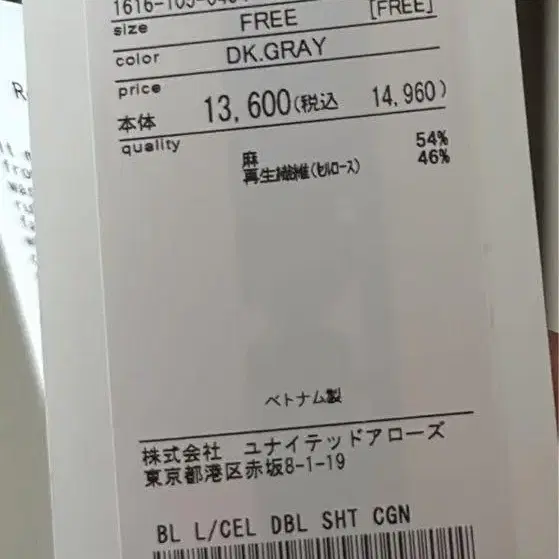 size FREE [FREE]
color DK.GRAY
price
本体 13,600(税込 14,960)
quality
麻 54%
再生繊維(セルロース) 46%
ベトナム製
株式会社 ユナイテッドアローズ
東京都港区赤坂8-1-19
BL L/CEL DBL SHT CGN